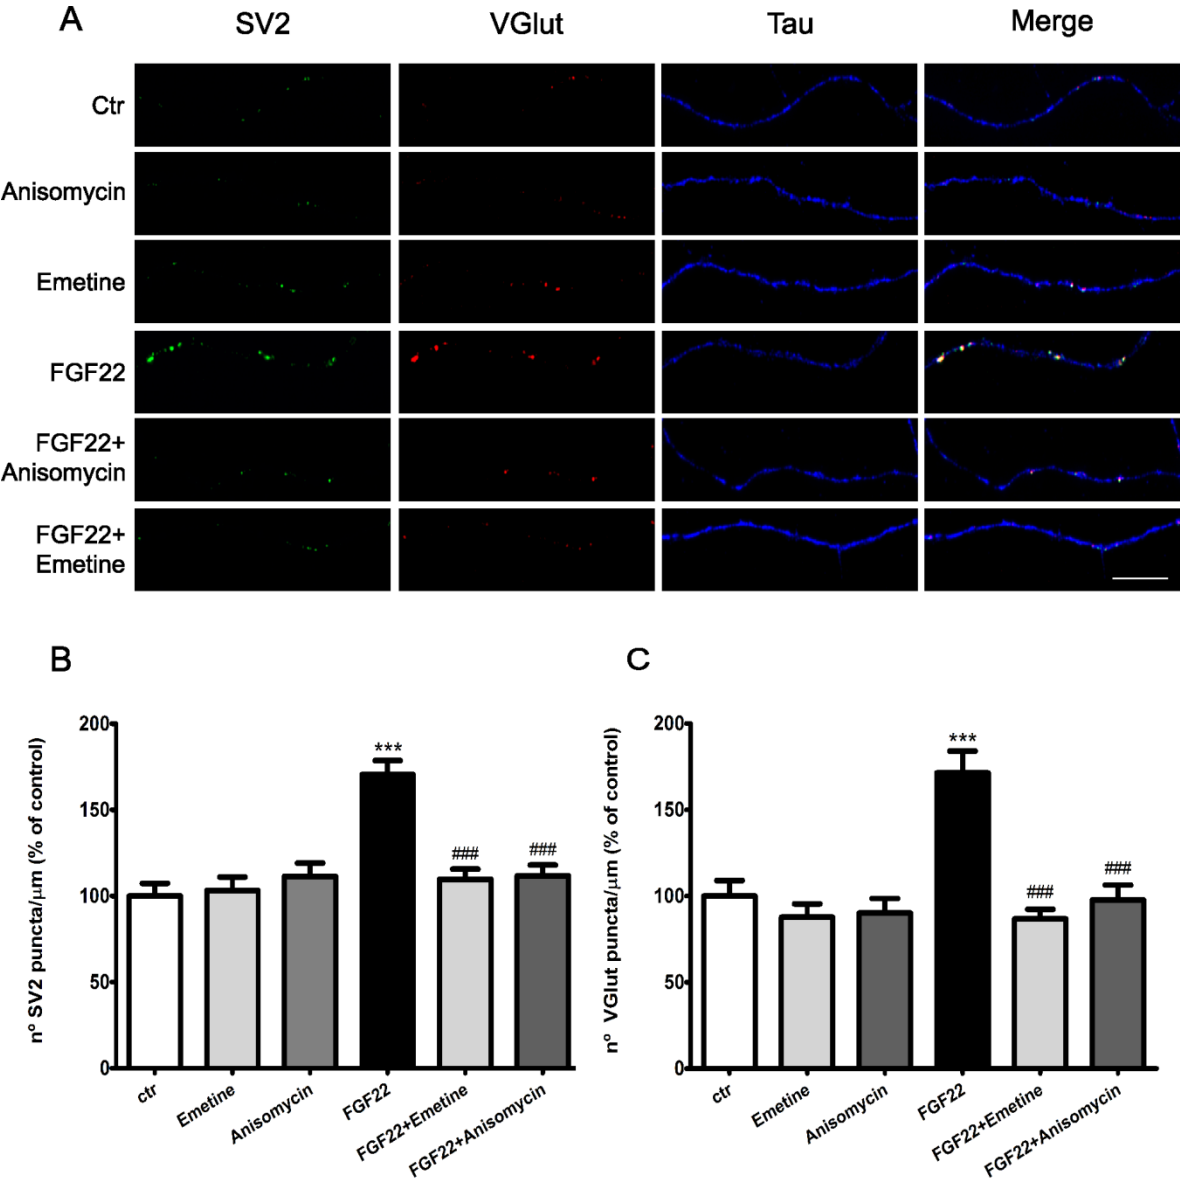 A
SV2 VGlut Tau Merge
Ctr
Anisomycin
Emetine
FGF22
FGF22+
Anisomycin
FGF22+
Emetine
B
nº SV2 puncta/μm (% of control)
200
150
100
50
0
***
###
###
ctr
Emetine
Anisomycin
FGF22
FGF22+Emetine
FGF22+Anisomycin
C
nº VGlut puncta/μm (% of control)
200
150
100
50
0
***
###
###
ctr
Emetine
Anisomycin
FGF22
FGF22+Emetine
FGF22+Anisomycin